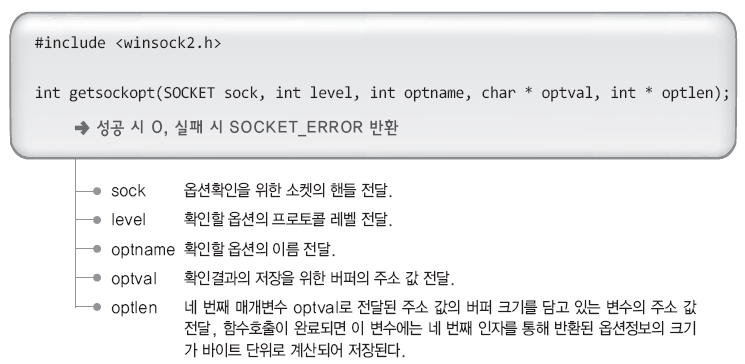 #include <winsock2.h>
int getsockopt(SOCKET sock, int level, int optname, char * optval, int * optlen);
➔ 성공 시 0, 실패 시 SOCKET_ERROR 반환
sock 옵션확인을 위한 소켓의 핸들 전달.
level 확인할 옵션의 프로토콜 레벨 전달.
optname 확인할 옵션의 이름 전달.
optval 확인결과의 저장을 위한 버퍼의 주소 값 전달.
optlen 네 번째 매개변수 optval로 전달된 주소 값의 버퍼 크기를 담고 있는 변수의 주소 값
전달, 함수호출이 완료되면 이 변수에는 네 번째 인자를 통해 반환된 옵션정보의 크기
가 바이트 단위로 계산되어 저장된다.